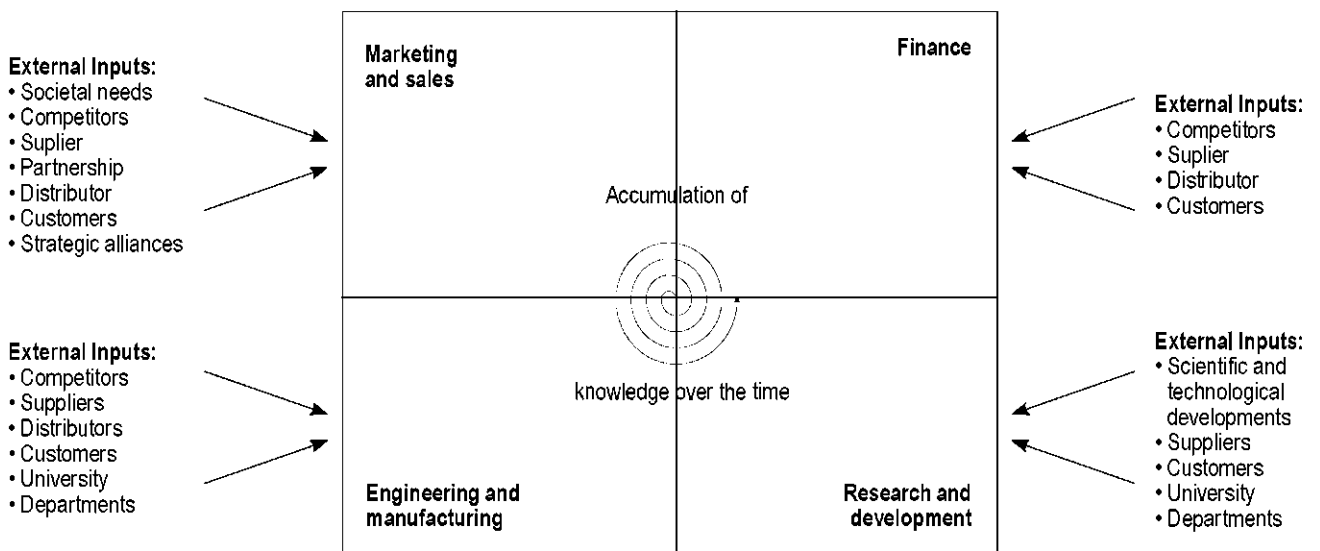 External Inputs:
• Societal needs
• Competitors
• Suplier
• Partnership
• Distributor
• Customers
• Strategic alliances
Marketing
and sales
Finance
External Inputs:
• Competitors
• Suplier
• Distributor
• Customers
Accumulation of
knowledge over the time
External Inputs:
• Competitors
• Suppliers
• Distributors
• Customers
• University
• Departments
Engineering and
manufacturing
Research and
development
External Inputs:
• Scientific and
technological
developments
• Suppliers
• Customers
• University
• Departments